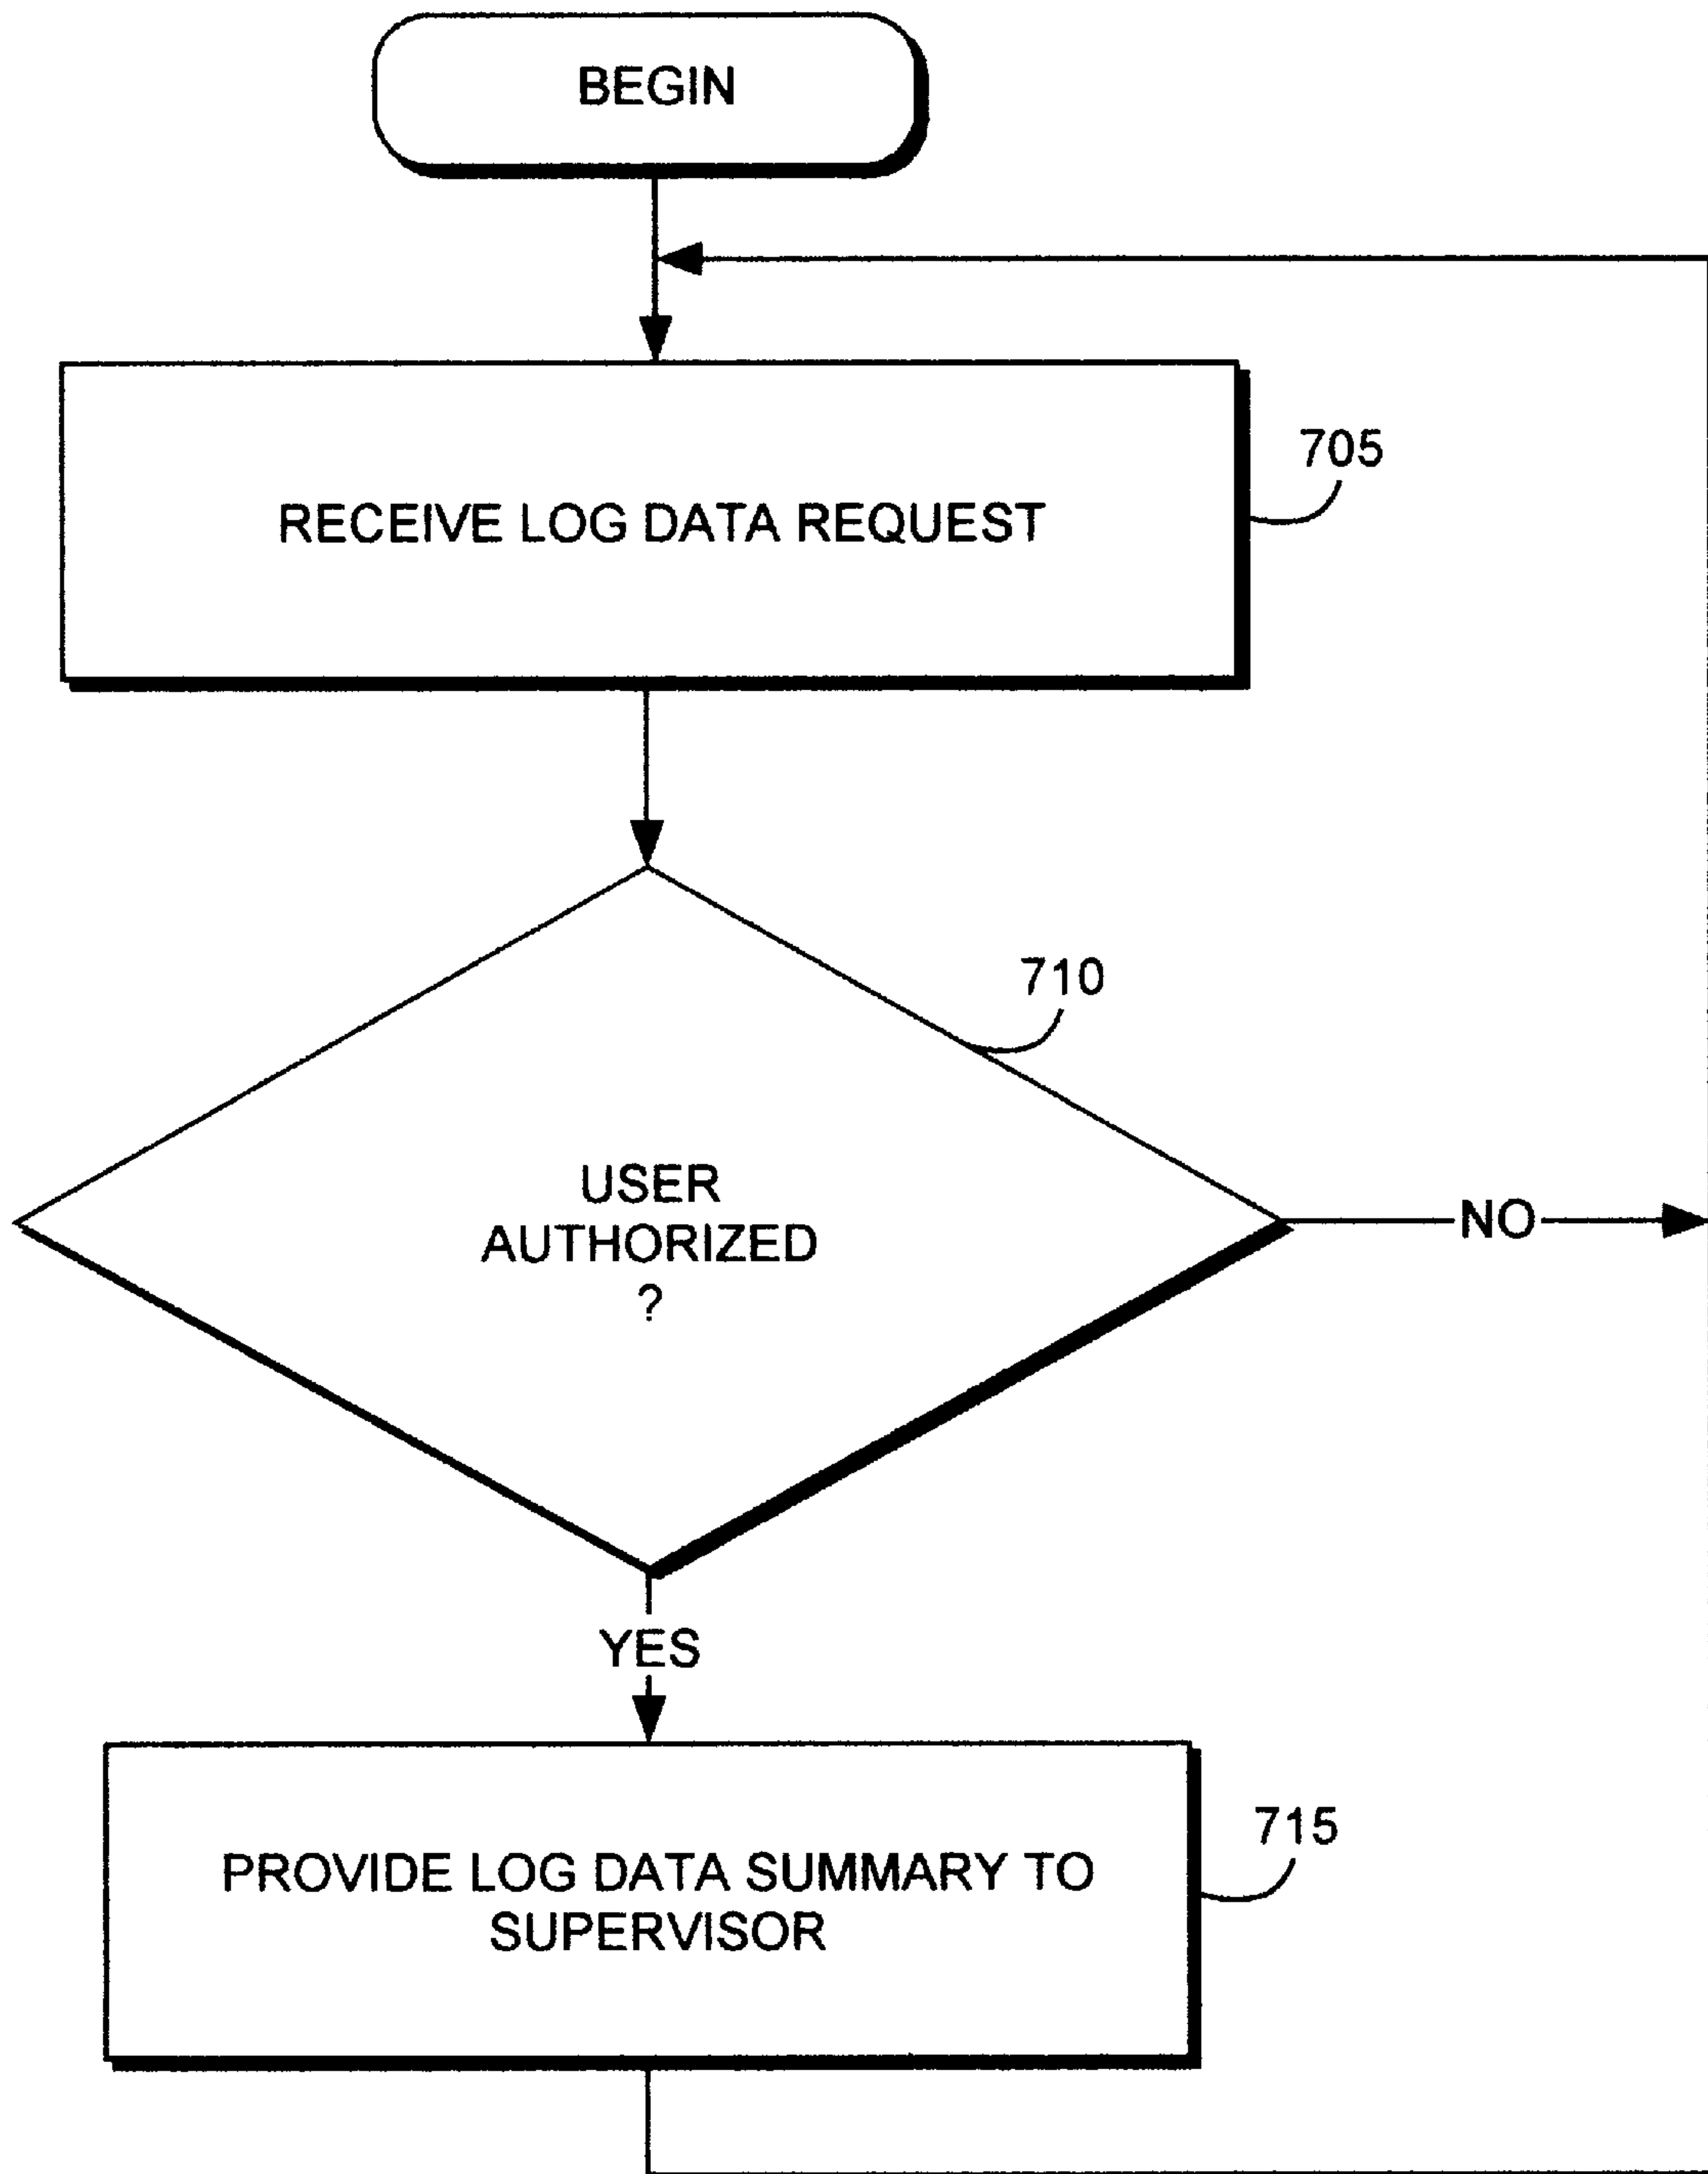 BEGIN
705
RECEIVE LOG DATA REQUEST
710
USER
AUTHORIZED
?
NO
YES
715
PROVIDE LOG DATA SUMMARY TO
SUPERVISOR